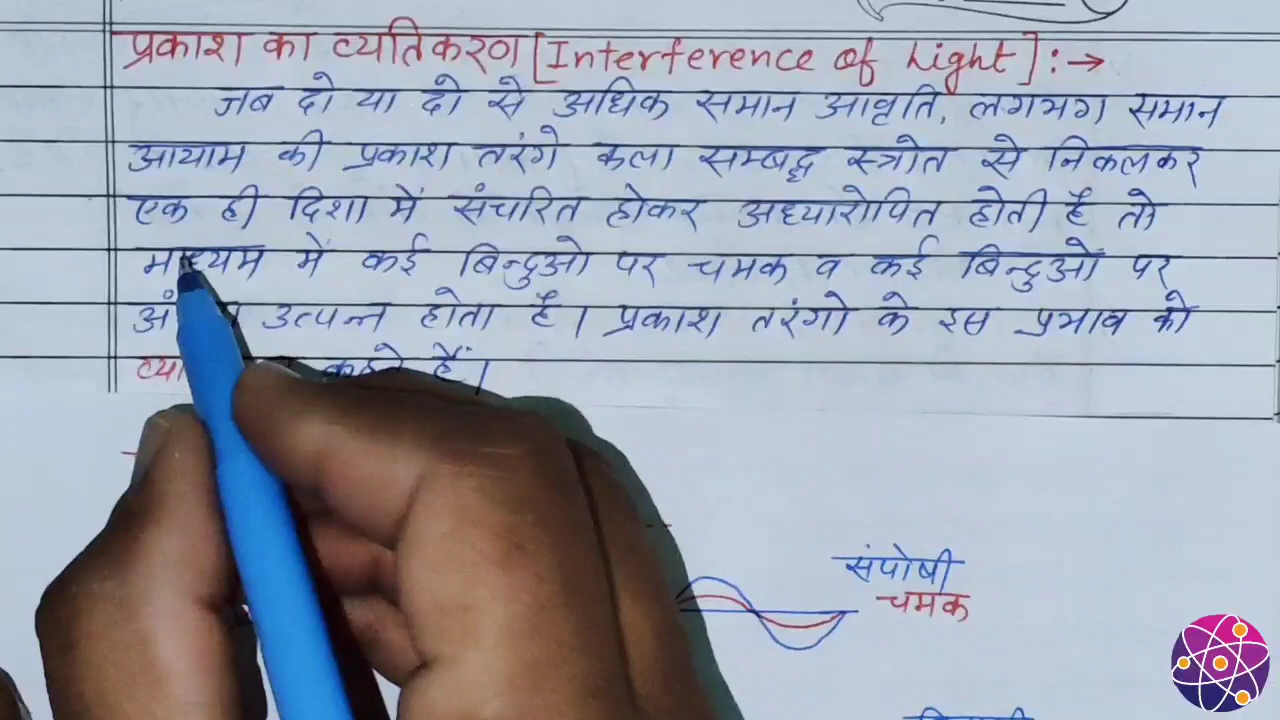 प्रकाश का व्यतिकरण [Interference of Light] :→
जब दो या दो से अधिक समान आवृति, लगभग समान
आयाम की प्रकाश तरंगे कला सम्बद्ध स्त्रोत से निकलकर
एक ही दिशा में संचरित होकर अध्यारोपित होती है तो
माध्यम में कई बिन्दुओ पर चमक व कई बिन्दुओं पर
उत्पन्न होता है। प्रकाश तरंगो के इस प्रभाव को
कहते हैं।
संपोषी
चमक